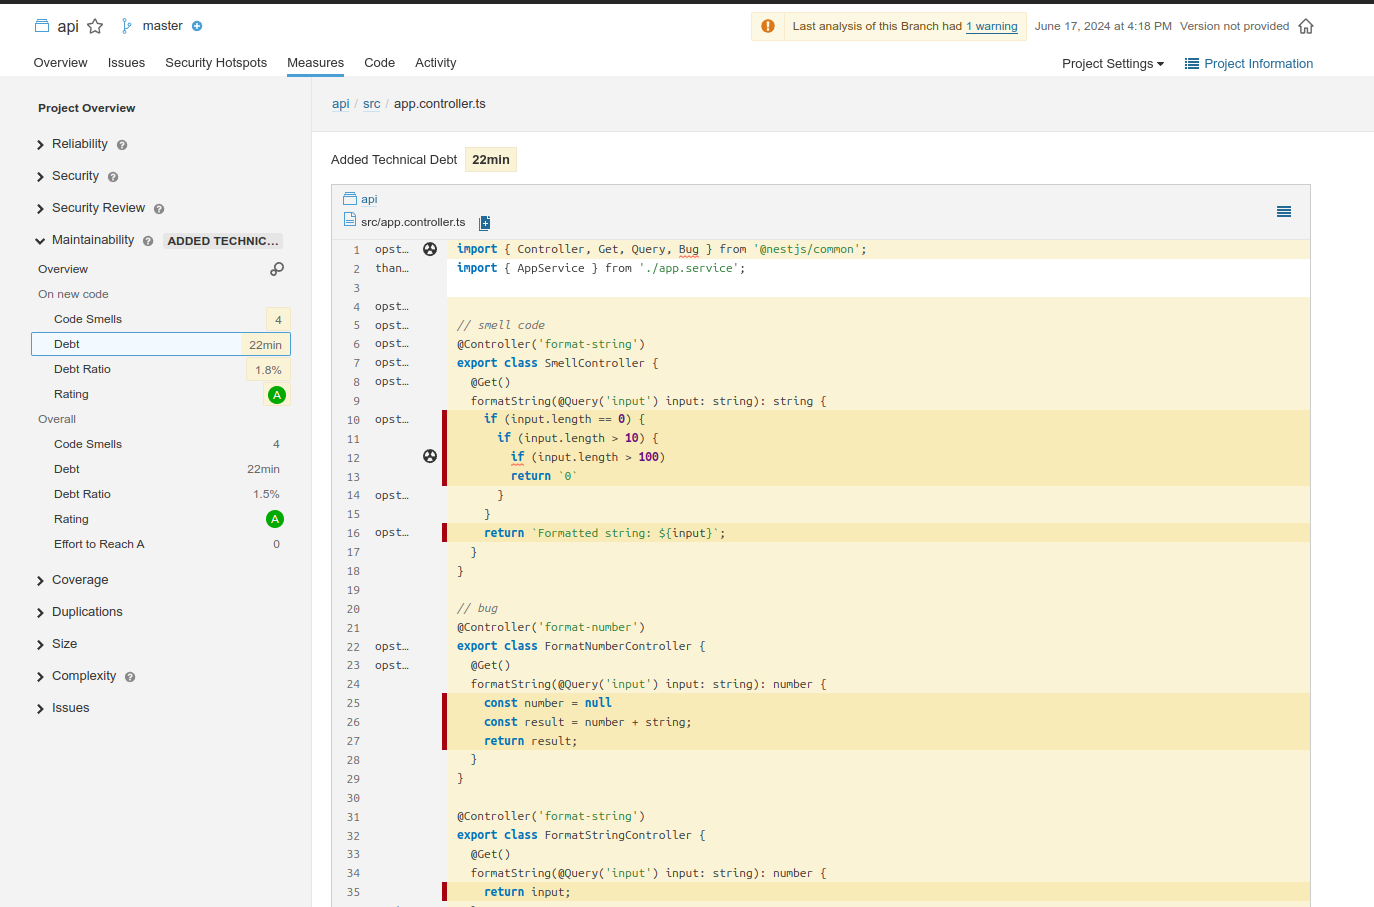 api master Last analysis of this Branch had 1 warning June 17, 2024 at 4:18 PM Version not provided
Overview Issues Security Hotspots Measures Code Activity Project Settings Project Information
Project Overview
Reliability
Security
Security Review
Maintainability ADDED TECHNIC...
Overview
On new code
Code Smells 4
Debt 22min
Debt Ratio 1.8%
Rating A
Overall
Code Smells 4
Debt 22min
Debt Ratio 1.5%
Rating A
Effort to Reach A 0
Coverage
Duplications
Size
Complexity
Issues
api / src / app.controller.ts
Added Technical Debt 22min
api
src/app.controller.ts
1 opst... import { Controller, Get, Query, Bug } from '@nestjs/common';
2 than... import { AppService } from './app.service';
3
4 opst...
5 opst... // smell code
6 opst... @Controller('format-string')
7 opst... export class SmellController {
8 opst... @Get()
9 formatString(@Query('input') input: string): string {
10 opst... if (input.length == 0) {
11 if (input.length > 10) {
12 if (input.length > 100)
13 return `0`
14 opst... }
15 }
16 opst... return `Formatted string: ${input}`;
17 }
18 }
19
20 // bug
21 @Controller('format-number')
22 opst... export class FormatNumberController {
23 opst... @Get()
24 formatString(@Query('input') input: string): number {
25 const number = null
26 const result = number + string;
27 return result;
28 }
29 }
30
31 @Controller('format-string')
32 export class FormatStringController {
33 @Get()
34 formatString(@Query('input') input: string): number {
35 return input;